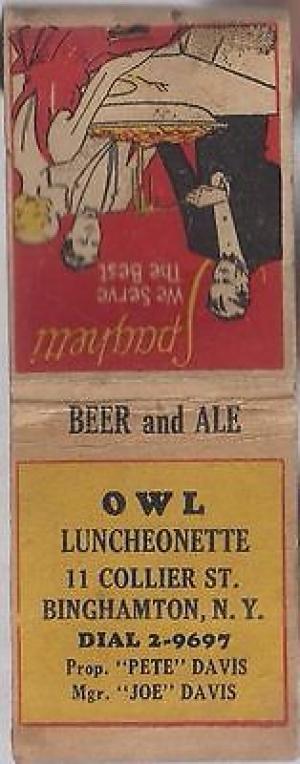 Spaghetti
We Serve
The Best
BEER and ALE
OWL
LUNCHEONETTE
11 COLLIER ST.
BINGHAMTON, N. Y.
DIAL 2-9697
Prop. "PETE" DAVIS
Mgr. "JOE" DAVIS